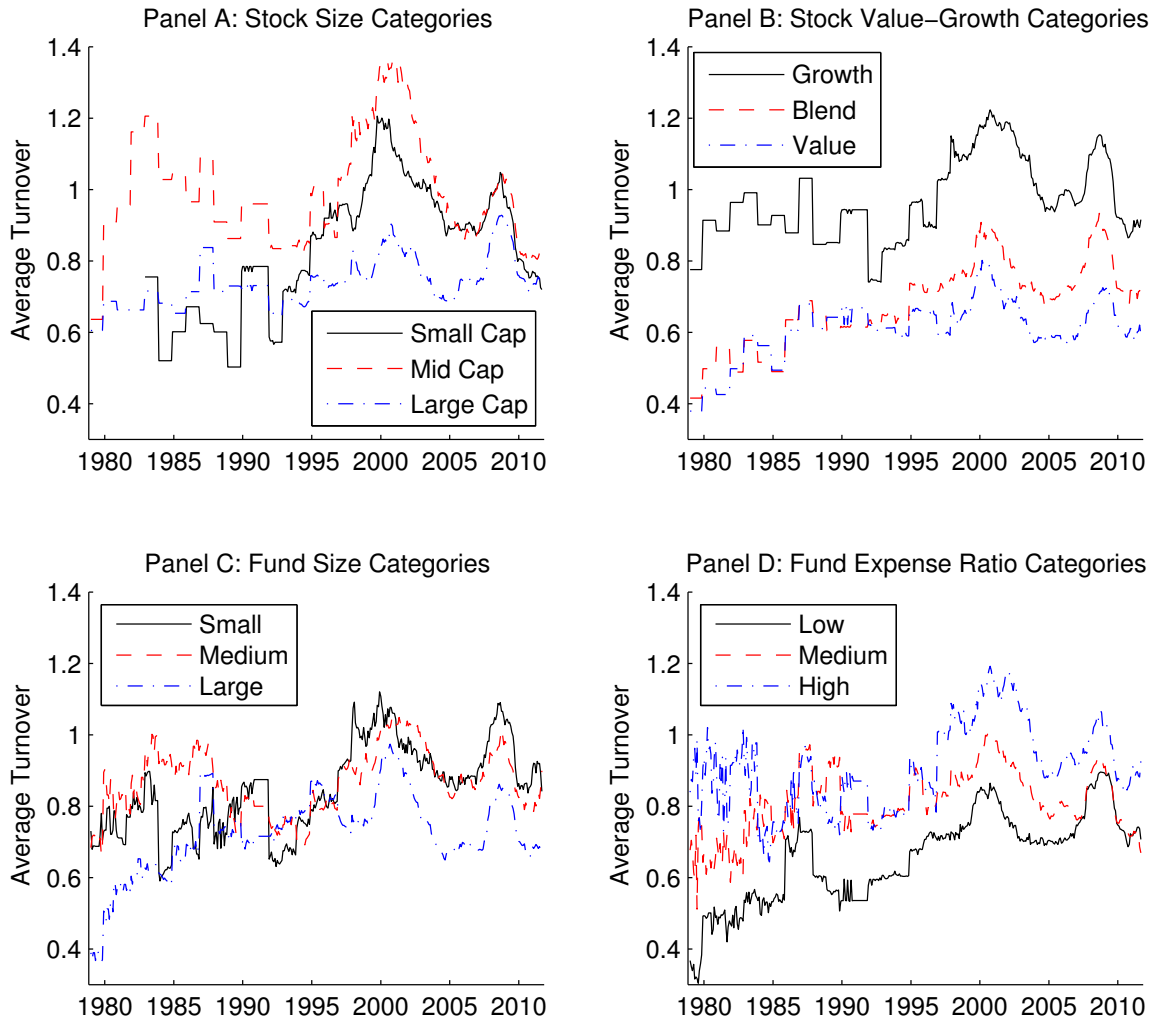 Panel A: Stock Size Categories
1.4
1.2
1
0.8
0.6
0.4
Average Turnover
Small Cap
Mid Cap
Large Cap
1980 1985 1990 1995 2000 2005 2010
Panel B: Stock Value−Growth Categories
1.4
1.2
1
0.8
0.6
0.4
Average Turnover
Growth
Blend
Value
1980 1985 1990 1995 2000 2005 2010
Panel C: Fund Size Categories
1.4
1.2
1
0.8
0.6
0.4
Average Turnover
Small
Medium
Large
1980 1985 1990 1995 2000 2005 2010
Panel D: Fund Expense Ratio Categories
1.4
1.2
1
0.8
0.6
0.4
Average Turnover
Low
Medium
High
1980 1985 1990 1995 2000 2005 2010